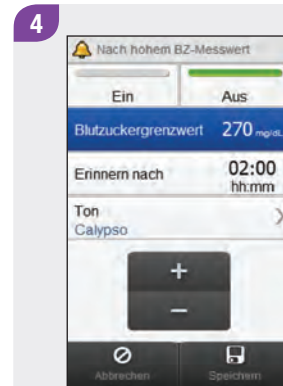 4
Nach hohem BZ-Messwert
Ein Aus
Blutzuckergrenzwert 270 mg/dL
Erinnern nach 02:00
hh:mm
Ton
Calypso
+
−
Abbrechen Speichern